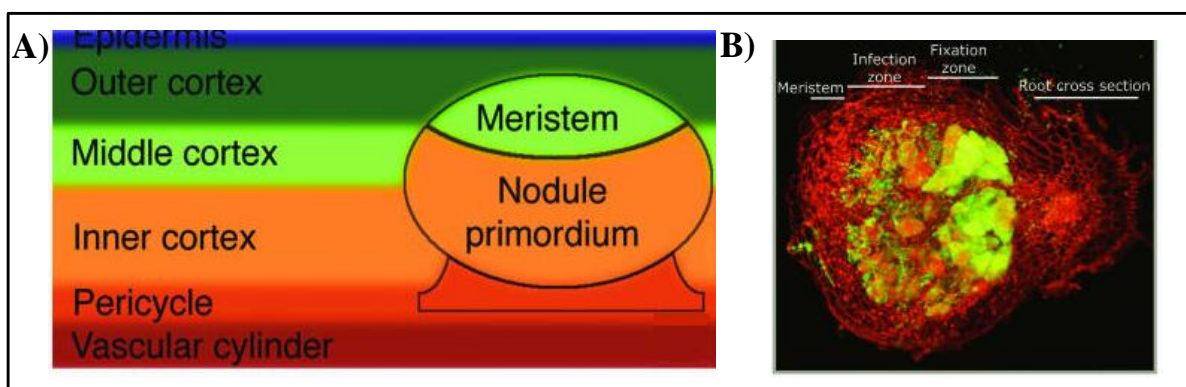 A)
Epidermis
Outer cortex
Middle cortex
Inner cortex
Pericycle
Vascular cylinder
Meristem
Nodule
primordium
B)
Meristem
Infection
zone
Fixation
zone
Root cross section